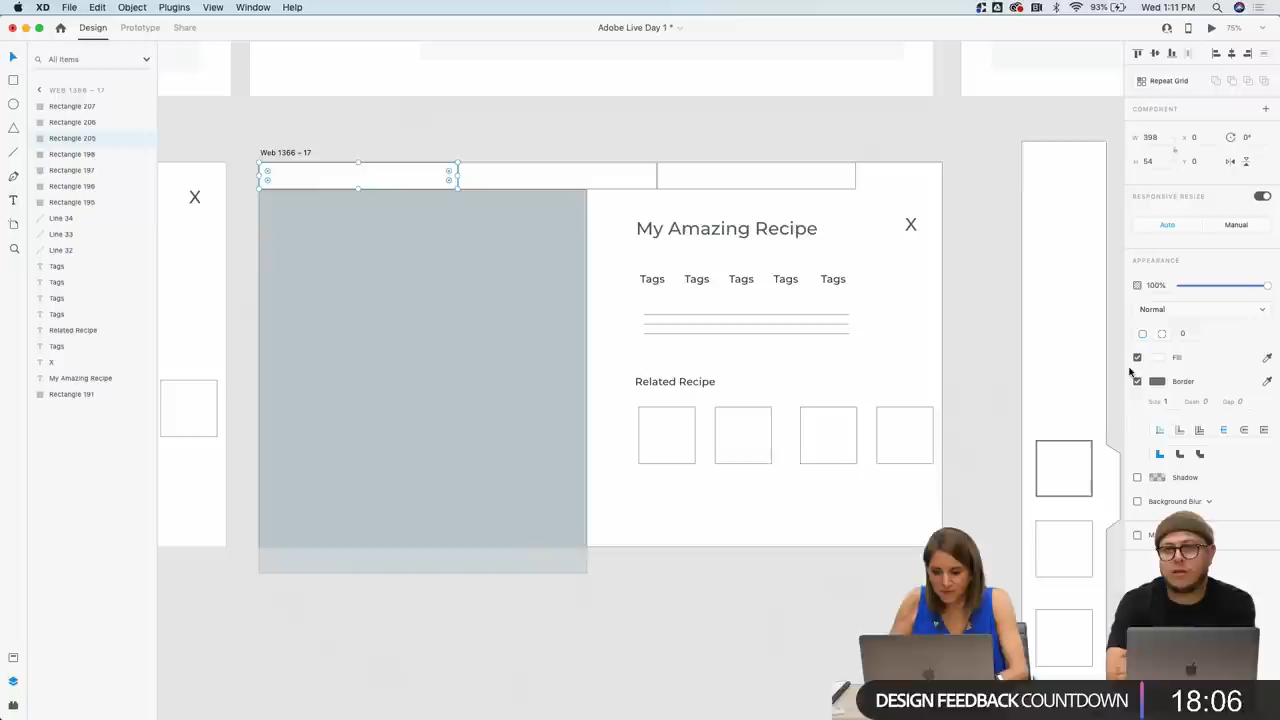 XD File Edit Object Plugins View Window Help 93% Wed 1:11 PM
Design Prototype Share Adobe Live Day 1 * 75%
All Items
WEB 1366 – 17
Rectangle 207
Rectangle 206
Rectangle 205
Rectangle 198
Rectangle 197
Rectangle 196
Rectangle 195
Line 34
Line 33
Line 32
Tags
Tags
Tags
Tags
Related Recipe
Tags
X
My Amazing Recipe
Rectangle 191
X
Web 1366 – 17
My Amazing Recipe X
Tags Tags Tags Tags Tags
Related Recipe
Repeat Grid
COMPONENT
W 398 X 0 0°
H 54 Y 0
RESPONSIVE RESIZE
Auto Manual
APPEARANCE
100%
Normal
0
Fill
Border
Size 1 Dash 0 Gap 0
Shadow
Background Blur
DESIGN FEEDBACK COUNTDOWN 18:06